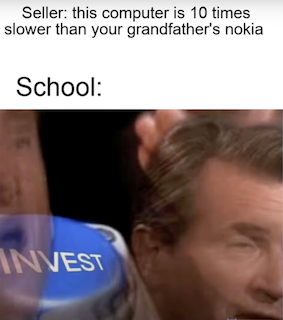 Seller: this computer is 10 times
slower than your grandfather's nokia
School:
INVEST